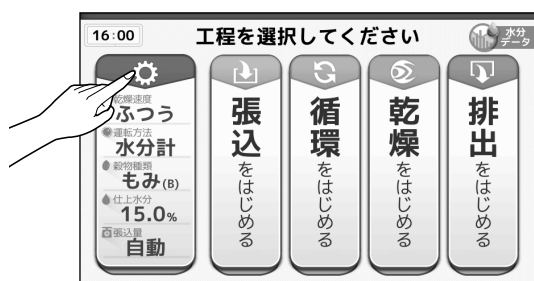 16:00
工程を選択してください
水分
データ
乾燥速度
ふつう
運転方法
水分計
穀物種類
もみ(B)
仕上水分
15.0%
張込量
自動
張込をはじめる
循環をはじめる
乾燥をはじめる
排出をはじめる